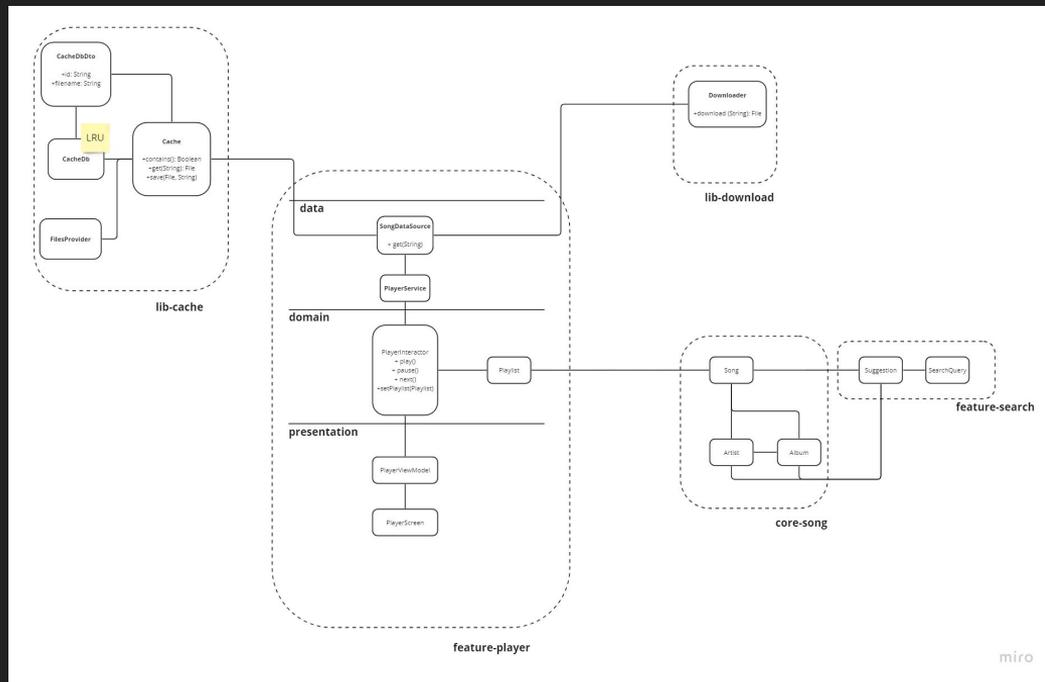 CacheDbDto
+id: String
+filename: String
LRU
CacheDb
Cache
+contains(): Boolean
+get(String): File
+save(File, String)
FilesProvider
lib-cache
Downloader
+download (String): File
lib-download
data
SongDataSource
+ get(String)
PlayerService
domain
PlayerInteractor
+ play()
+ pause()
+ next()
+setPlaylist(Playlist)
Playlist
presentation
PlayerViewModel
PlayerScreen
feature-player
Song
Artist
Album
core-song
Suggestion
SearchQuery
feature-search
miro